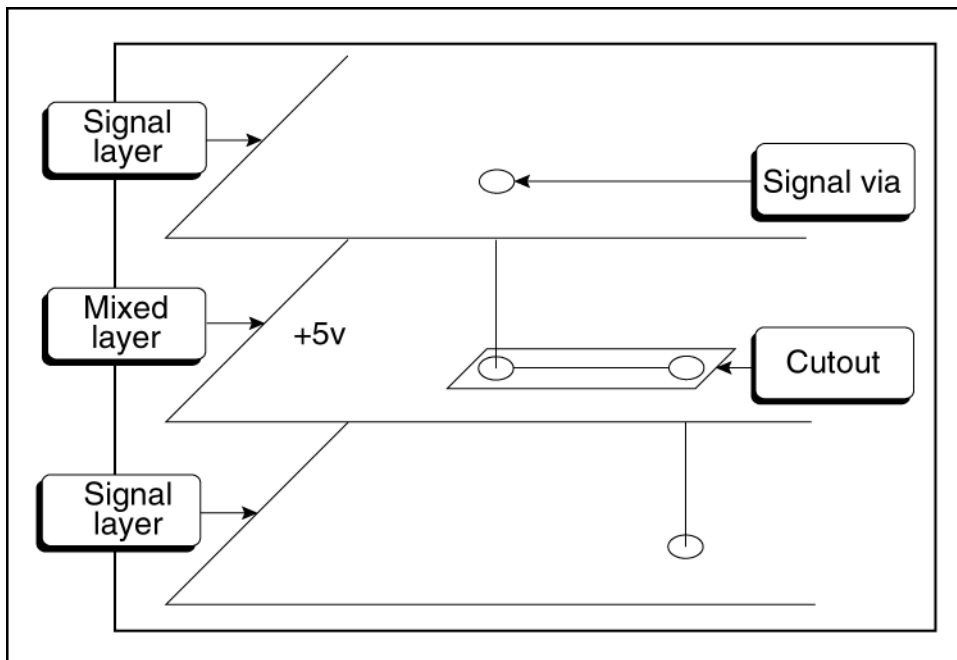 Signal
layer
Signal via
Mixed
layer
+5v
Cutout
Signal
layer